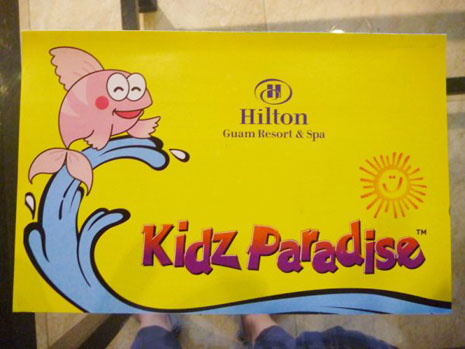 H
Hilton
Guam Resort & Spa
Kidz Paradise™